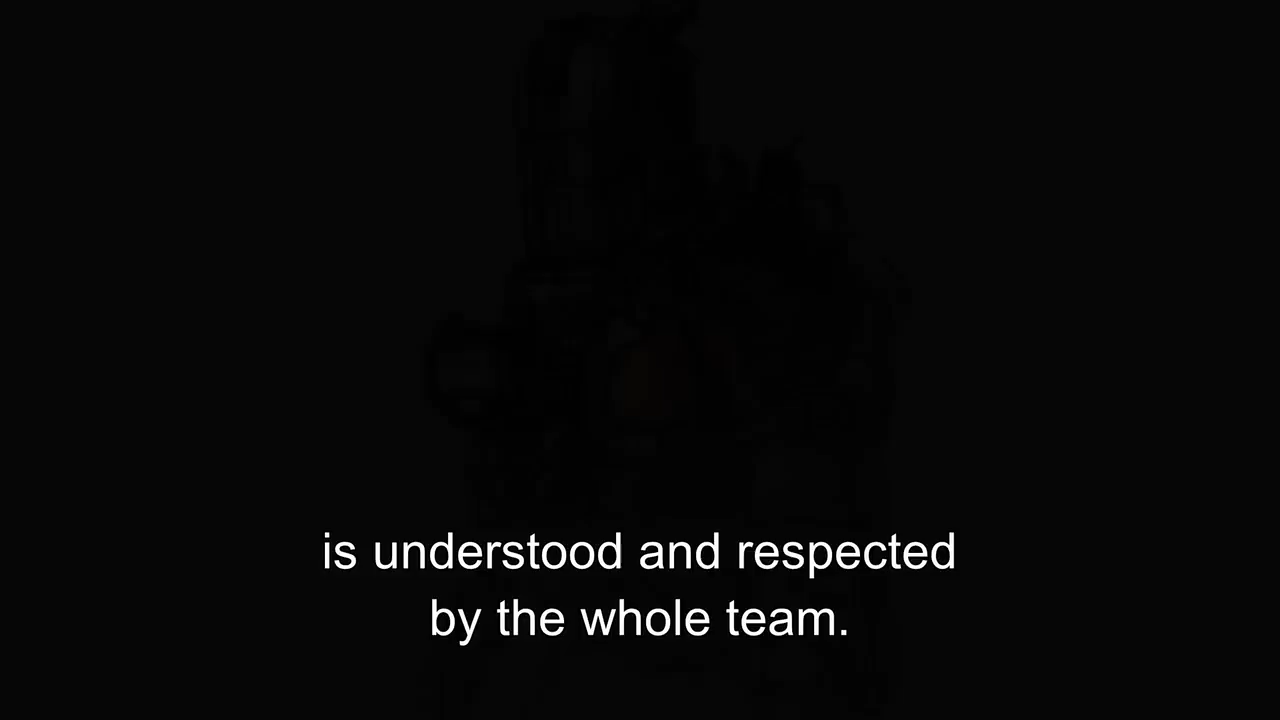 is understood and respected
by the whole team.